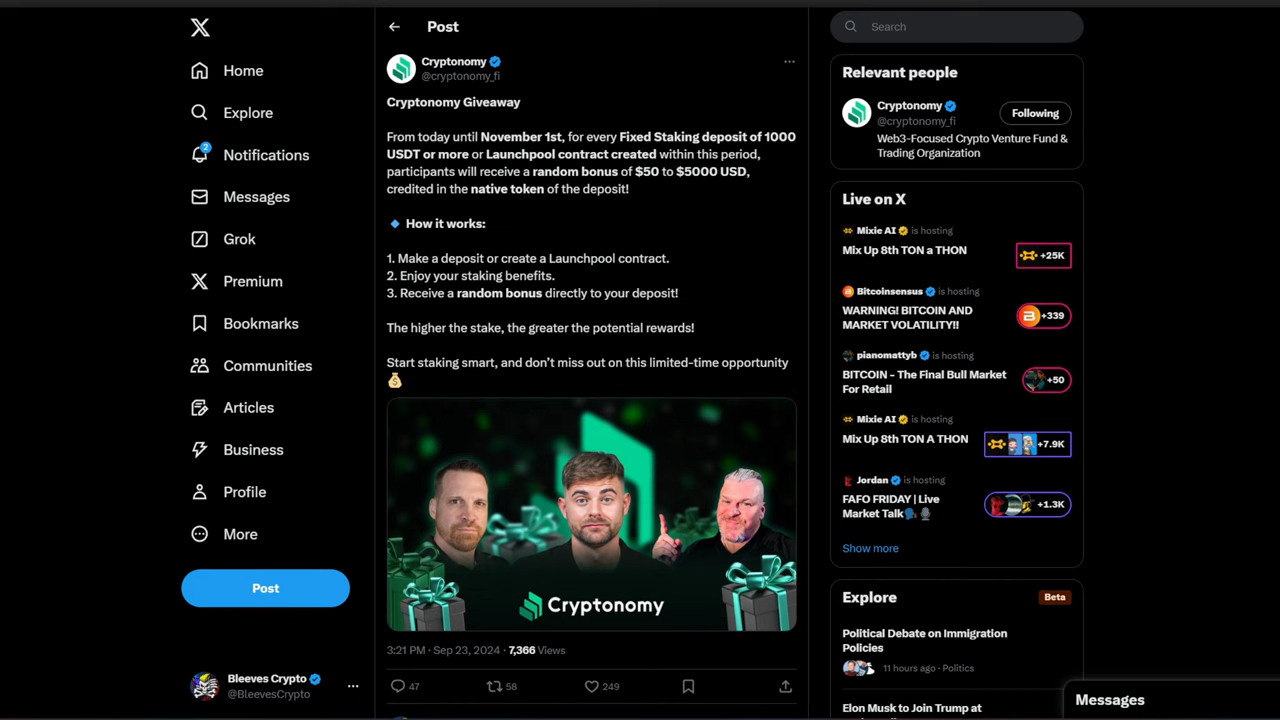 Home
Explore
2
Notifications
Messages
Grok
Premium
Bookmarks
Communities
Articles
Business
Profile
More
Post
Bleeves Crypto
@BleevesCrypto
Post
Cryptonomy
@cryptonomy_fi
Cryptonomy Giveaway
From today until November 1st, for every Fixed Staking deposit of 1000
USDT or more or Launchpool contract created within this period,
participants will receive a random bonus of $50 to $5000 USD,
credited in the native token of the deposit!
How it works:
1. Make a deposit or create a Launchpool contract.
2. Enjoy your staking benefits.
3. Receive a random bonus directly to your deposit!
The higher the stake, the greater the potential rewards!
Start staking smart, and don’t miss out on this limited-time opportunity
Cryptonomy
3:21 PM · Sep 23, 2024 · 7,366 Views
47 58 249
Search
Relevant people
Cryptonomy
@cryptonomy_fi
Following
Web3-Focused Crypto Venture Fund &
Trading Organization
Live on X
Mixie AI is hosting
Mix Up 8th TON a THON
+25K
Bitcoinsensus is hosting
WARNING! BITCOIN AND
MARKET VOLATILITY!!
+339
pianomattyb is hosting
BITCOIN - The Final Bull Market
For Retail
+50
Mixie AI is hosting
Mix Up 8th TON A THON
+7.9K
Jordan is hosting
FAFO FRIDAY | Live
Market Talk
+1.3K
Show more
Explore
Beta
Political Debate on Immigration
Policies
11 hours ago · Politics
Elon Musk to Join Trump at
Messages